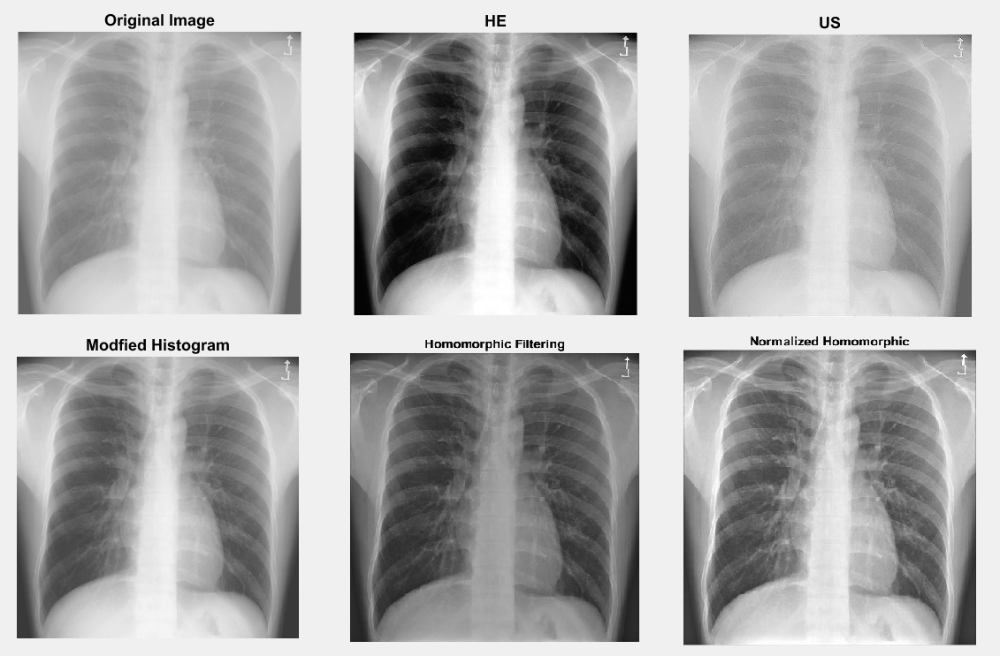 Original Image
HE
US
Modfied Histogram
Homomorphic Filtering
Normalized Homomorphic